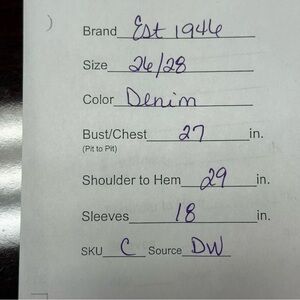 )
Brand Est 1946
Size 26/28
Color Denim
Bust/Chest 27 in.
(Pit to Pit)
Shoulder to Hem 29 in.
Sleeves 18 in.
SKU C Source DW